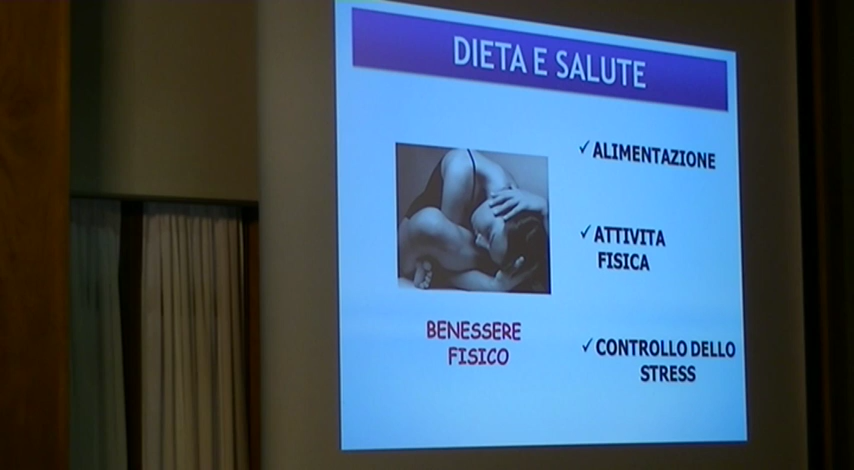 DIETA E SALUTE
ALIMENTAZIONE
ATTIVITA
FISICA
CONTROLLO DELLO
STRESS
BENESSERE
FISICO